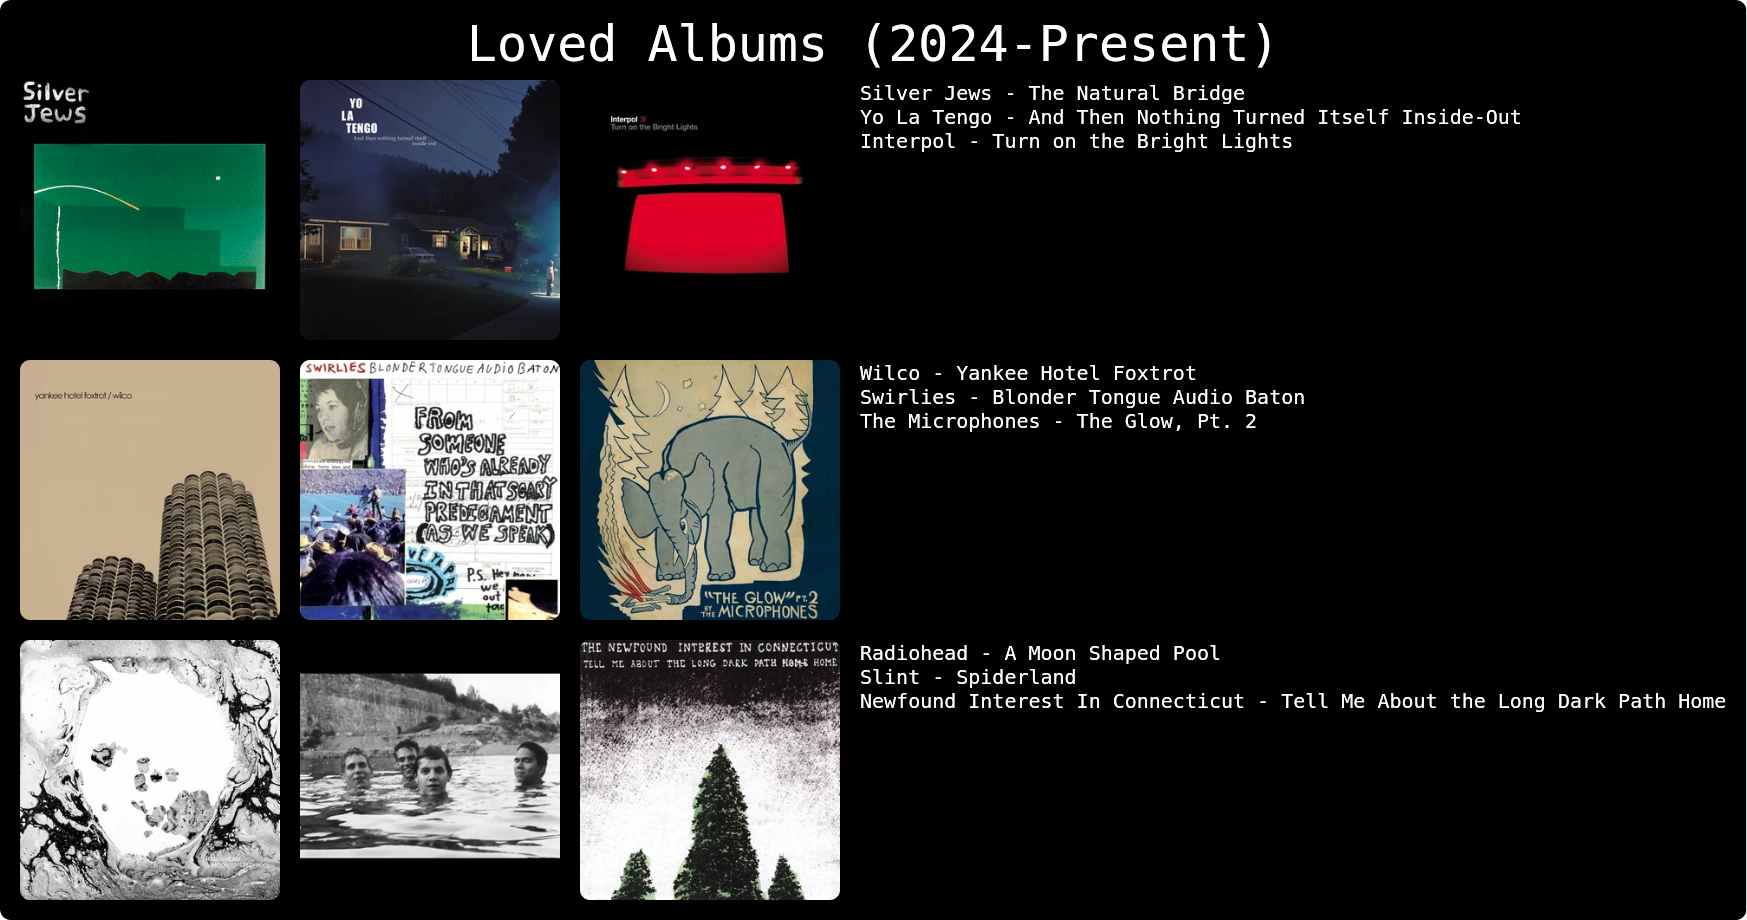 Loved Albums (2024-Present)
Silver
Jews
YO
LA
TENGO
And then nothing turned itself
inside-out
Interpol
Turn on the Bright Lights
Silver Jews - The Natural Bridge
Yo La Tengo - And Then Nothing Turned Itself Inside-Out
Interpol - Turn on the Bright Lights
yankee hotel foxtrot / wilco
SWIRLIES BLONDER TONGUE AUDIO BATON
FROM
SOMEONE
WHO'S ALREADY
IN THAT SCARY
PREDICAMENT
(AS WE SPEAK)
P.S. Hey
we
out
"THE GLOW" PT. 2
BY THE MICROPHONES
Wilco - Yankee Hotel Foxtrot
Swirlies - Blonder Tongue Audio Baton
The Microphones - The Glow, Pt. 2
RADIOHEAD
THE NEWFOUND INTEREST IN CONNECTICUT
TELL ME ABOUT THE LONG DARK PATH HOME HOME
Radiohead - A Moon Shaped Pool
Slint - Spiderland
Newfound Interest In Connecticut - Tell Me About the Long Dark Path Home